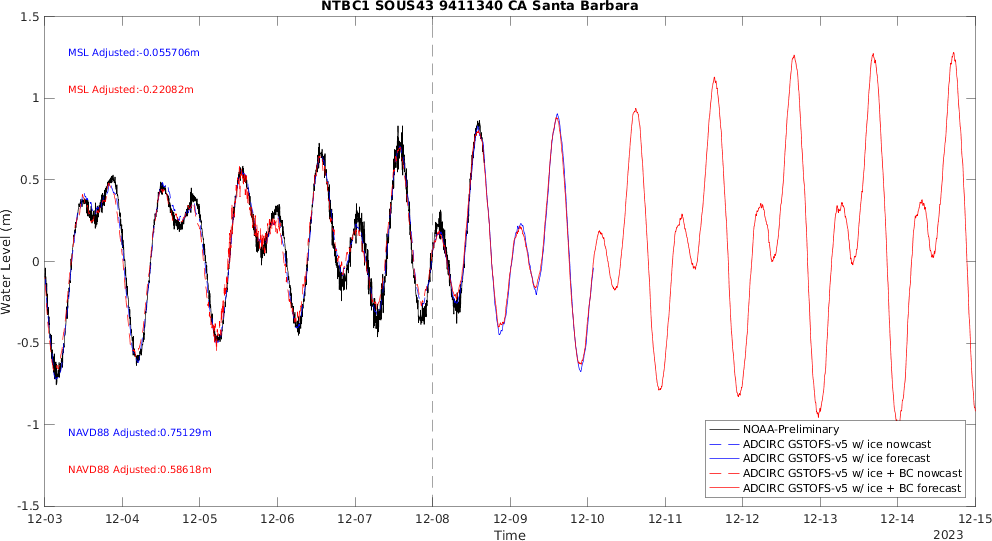 NTBC1 SOUS43 9411340 CA Santa Barbara
1.5
1
0.5
0
-0.5
-1
-1.5
Water Level (m)
MSL Adjusted:-0.055706m
MSL Adjusted:-0.22082m
NAVD88 Adjusted:0.75129m
NAVD88 Adjusted:0.58618m
NOAA-Preliminary
ADCIRC GSTOFS-v5 w/ ice nowcast
ADCIRC GSTOFS-v5 w/ ice forecast
ADCIRC GSTOFS-v5 w/ ice + BC nowcast
ADCIRC GSTOFS-v5 w/ ice + BC forecast
12-03 12-04 12-05 12-06 12-07 12-08 12-09 12-10 12-11 12-12 12-13 12-14 12-15
Time
2023